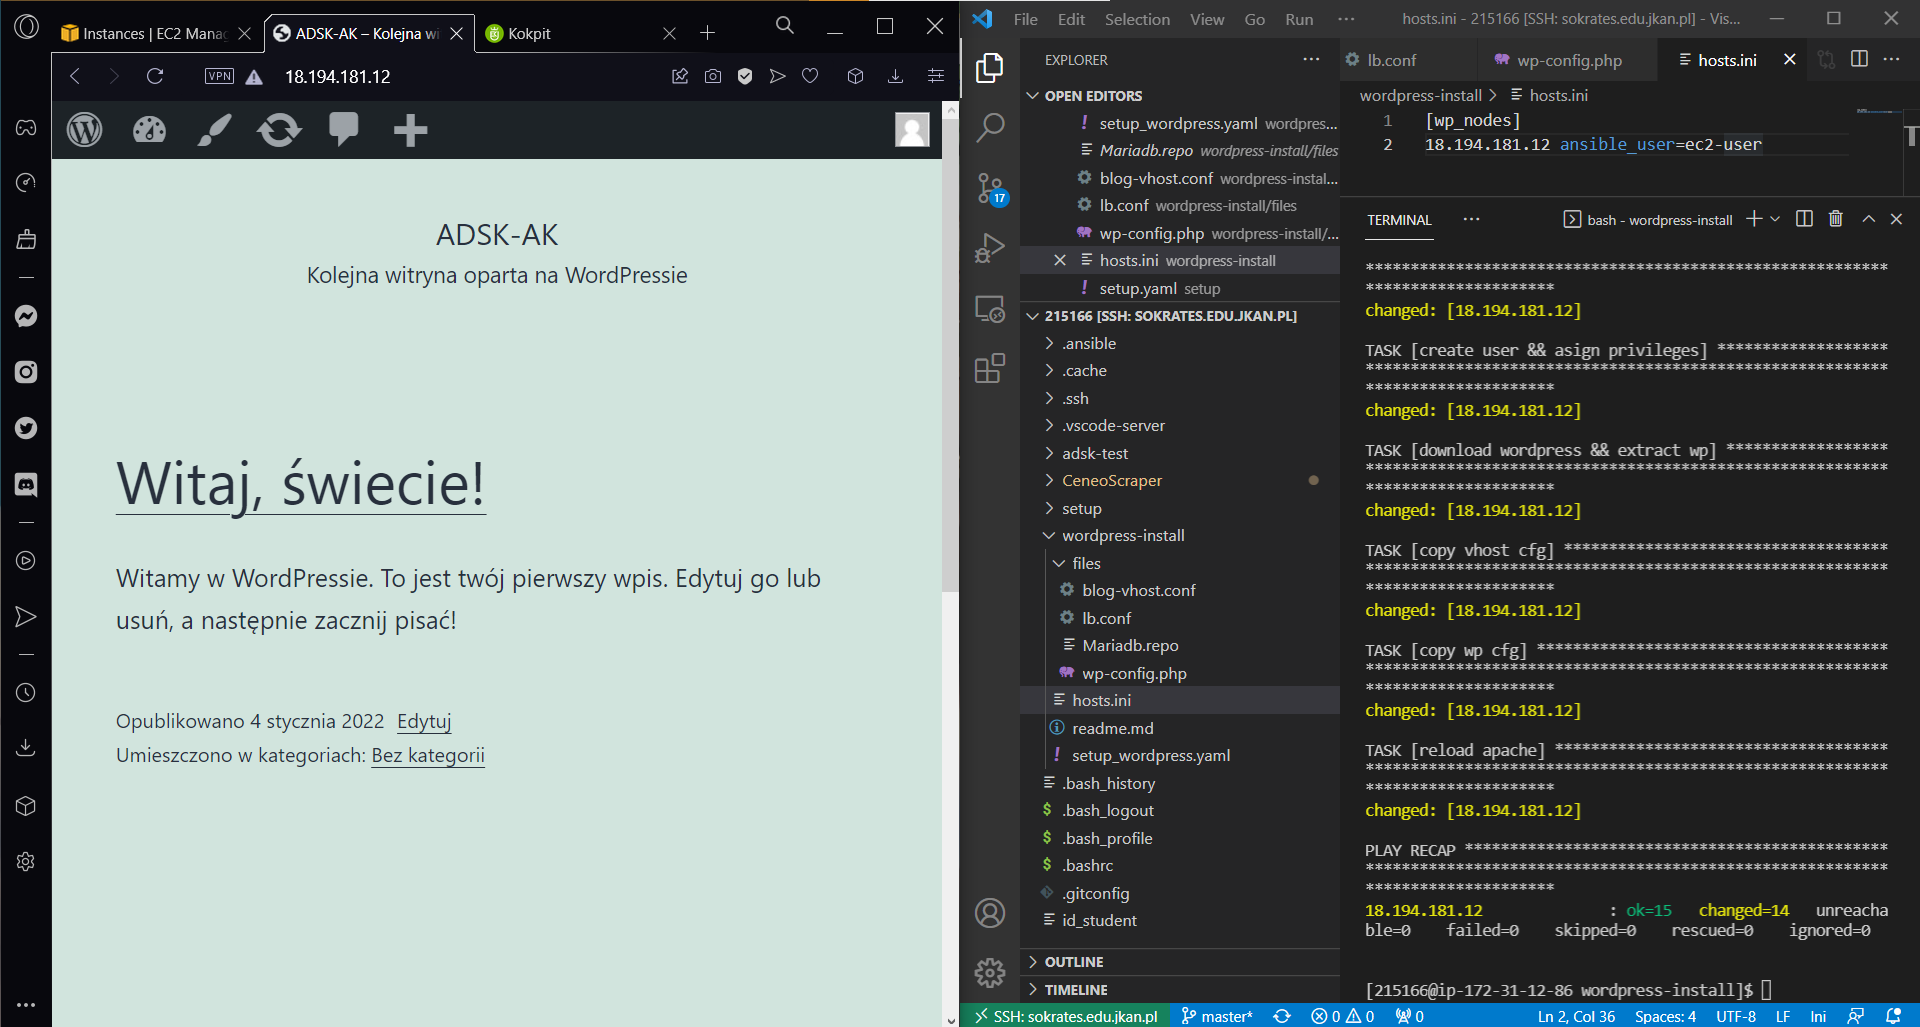 Instances | EC2 Manag
ADSK-AK – Kolejna wi
Kokpit
VPN
18.194.181.12
ADSK-AK
Kolejna witryna oparta na WordPressie
Witaj, świecie!
Witamy w WordPressie. To jest twój pierwszy wpis. Edytuj go lub
usuń, a następnie zacznij pisać!
Opublikowano 4 stycznia 2022 Edytuj
Umieszczono w kategoriach: Bez kategorii
File Edit Selection View Go Run ···
hosts.ini - 215166 [SSH: sokrates.edu.jkan.pl] - Vis...
EXPLORER
OPEN EDITORS
! setup_wordpress.yaml wordpres...
Mariadb.repo wordpress-install/files
blog-vhost.conf wordpress-instal...
lb.conf wordpress-install/files
wp-config.php wordpress-install/...
hosts.ini wordpress-install
! setup.yaml setup
215166 [SSH: SOKRATES.EDU.JKAN.PL]
.ansible
.cache
.ssh
.vscode-server
adsk-test
CeneoScraper
setup
wordpress-install
files
blog-vhost.conf
lb.conf
Mariadb.repo
wp-config.php
hosts.ini
readme.md
! setup_wordpress.yaml
.bash_history
$ .bash_logout
$ .bash_profile
$ .bashrc
.gitconfig
id_student
OUTLINE
TIMELINE
17
lb.conf
wp-config.php
hosts.ini
wordpress-install > hosts.ini
1 [wp_nodes]
2 18.194.181.12 ansible_user=ec2-user
TERMINAL ···
bash - wordpress-install
**********************************************************
*********************
changed: [18.194.181.12]
TASK [create user && asign privileges] *******************
**********************************************************
*********************
changed: [18.194.181.12]
TASK [download wordpress && extract wp] ******************
**********************************************************
*********************
changed: [18.194.181.12]
TASK [copy vhost cfg] ************************************
**********************************************************
*********************
changed: [18.194.181.12]
TASK [copy wp cfg] ***************************************
**********************************************************
*********************
changed: [18.194.181.12]
TASK [reload apache] *************************************
**********************************************************
*********************
changed: [18.194.181.12]
PLAY RECAP ***********************************************
**********************************************************
*********************
18.194.181.12 : ok=15 changed=14 unreacha
ble=0 failed=0 skipped=0 rescued=0 ignored=0
[215166@ip-172-31-12-86 wordpress-install]$
SSH: sokrates.edu.jkan.pl
master*
0 0
0
Ln 2, Col 36
Spaces: 4
UTF-8
LF
Ini